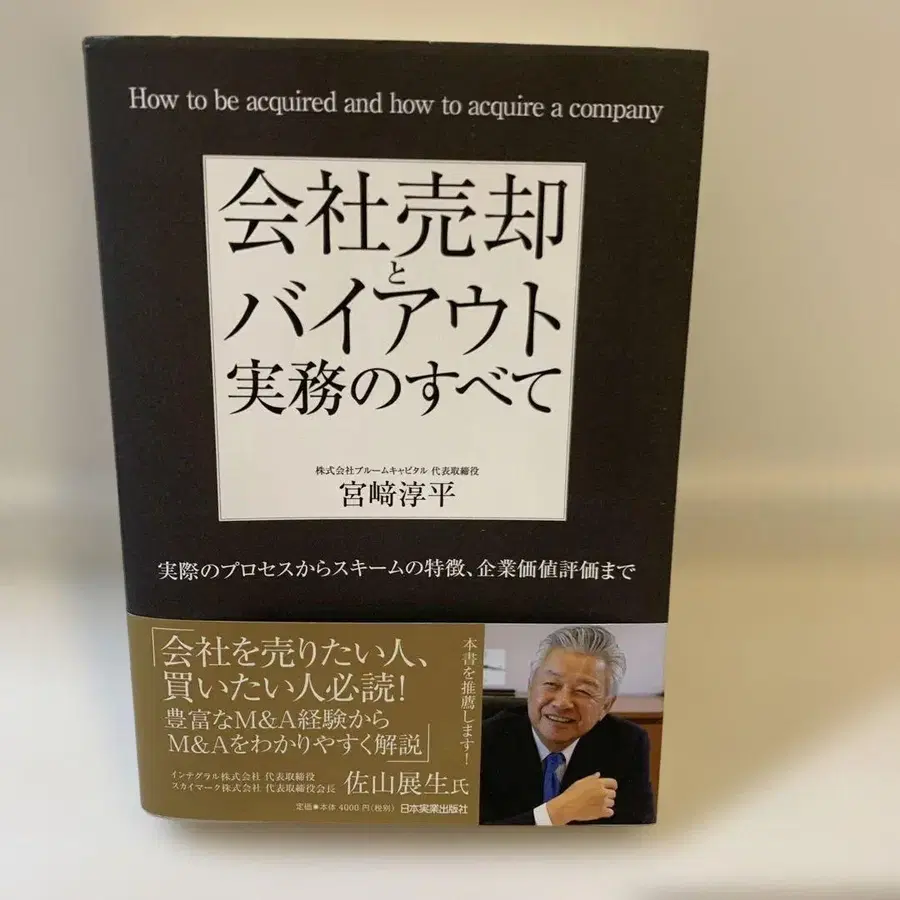 How to be acquired and how to acquire a company
会社売却
と
バイアウト
実務のすべて
株式会社ブルームキャピタル 代表取締役
宮﨑淳平
実際のプロセスからスキームの特徴、企業価値評価まで
「会社を売りたい人、
買いたい人必読!
豊富なM&A経験から
M&Aをわかりやすく解説」
インテグラル株式会社 代表取締役
スカイマーク株式会社 代表取締役会長 佐山展生氏
本書を推薦します!
定価●本体 4000円(税別) 日本実業出版社